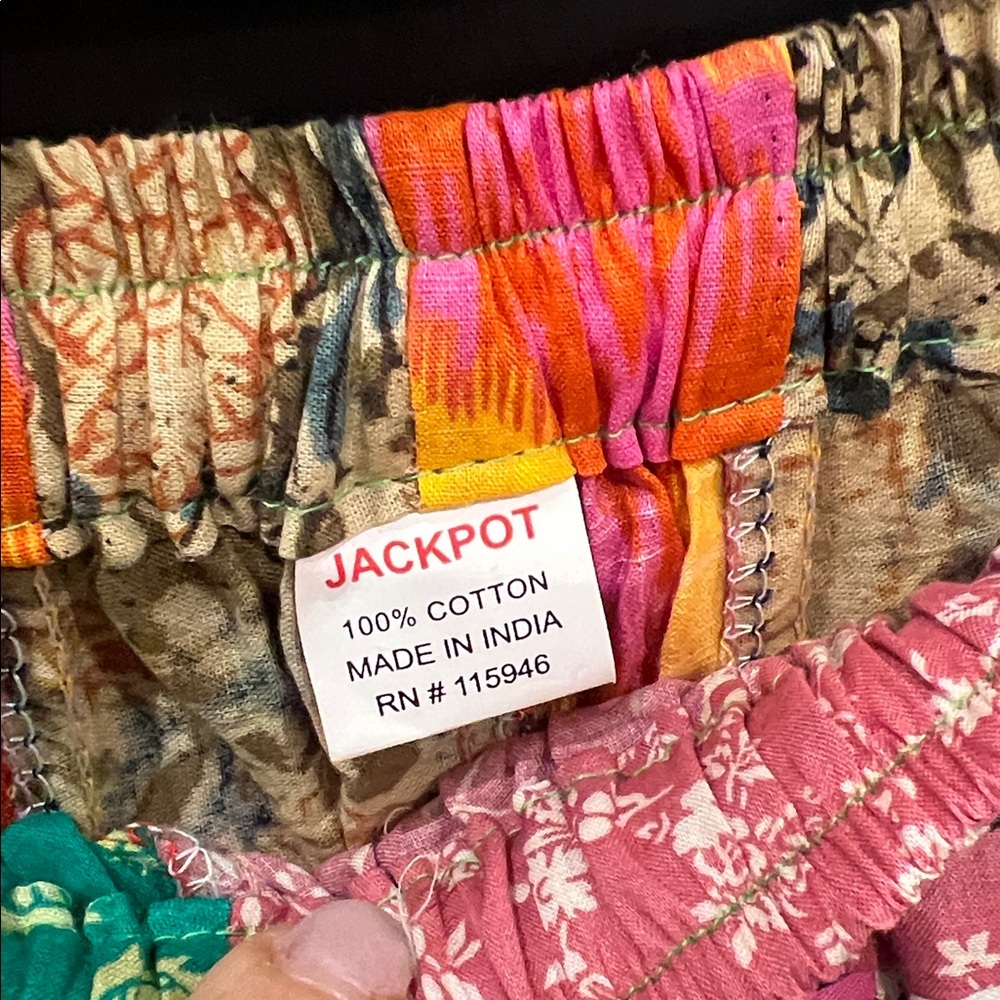 JACKPOT
100% COTTON
MADE IN INDIA
RN # 115946